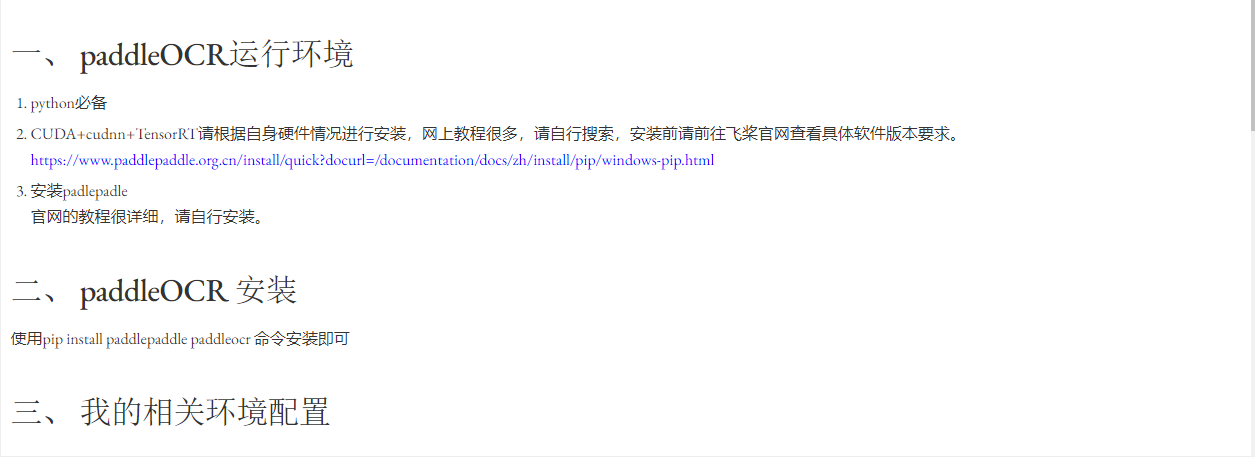 一、 paddleOCR运行环境
1. python必备
2. CUDA+cudnn+TensorRT请根据自身硬件情况进行安装，网上教程很多，请自行搜索，安装前请前往飞桨官网查看具体软件版本要求。
https://www.paddlepaddle.org.cn/install/quick?docurl=/documentation/docs/zh/install/pip/windows-pip.html
3. 安装padlepadle
官网的教程很详细，请自行安装。
二、 paddleOCR 安装
使用pip install paddlepaddle paddleocr 命令安装即可
三、 我的相关环境配置